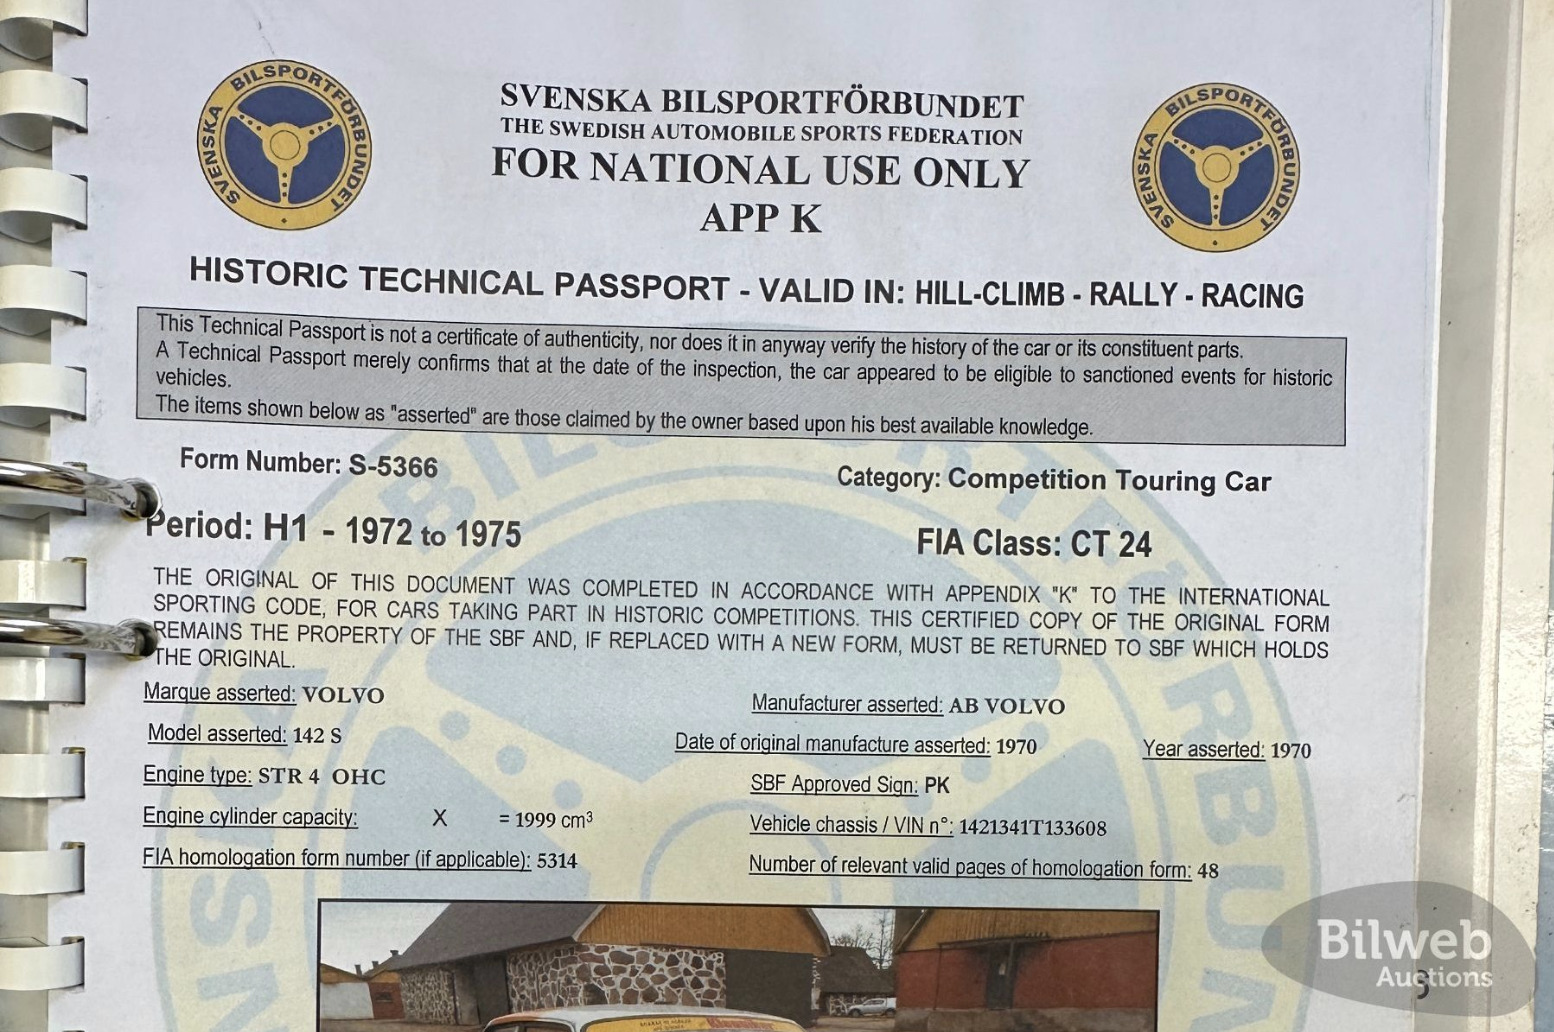 SVENSKA BILSPORTFÖRBUNDET
SVENSKA BILSPORTFÖRBUNDET
THE SWEDISH AUTOMOBILE SPORTS FEDERATION
FOR NATIONAL USE ONLY
APP K
SVENSKA BILSPORTFÖRBUNDET
HISTORIC TECHNICAL PASSPORT - VALID IN: HILL-CLIMB - RALLY - RACING
This Technical Passport is not a certificate of authenticity, nor does it in anyway verify the history of the car or its constituent parts.
A Technical Passport merely confirms that at the date of the inspection, the car appeared to be eligible to sanctioned events for historic
vehicles.
The items shown below as "asserted" are those claimed by the owner based upon his best available knowledge.
Form Number: S-5366
Category: Competition Touring Car
Period: H1 - 1972 to 1975
FIA Class: CT 24
THE ORIGINAL OF THIS DOCUMENT WAS COMPLETED IN ACCORDANCE WITH APPENDIX "K" TO THE INTERNATIONAL
SPORTING CODE, FOR CARS TAKING PART IN HISTORIC COMPETITIONS. THIS CERTIFIED COPY OF THE ORIGINAL FORM
REMAINS THE PROPERTY OF THE SBF AND, IF REPLACED WITH A NEW FORM, MUST BE RETURNED TO SBF WHICH HOLDS
THE ORIGINAL.
Marque asserted: VOLVO
Manufacturer asserted: AB VOLVO
Model asserted: 142 S
Date of original manufacture asserted: 1970
Year asserted: 1970
Engine type: STR 4 OHC
SBF Approved Sign: PK
Engine cylinder capacity: X = 1999 cm³
Vehicle chassis / VIN n°: 1421341T133608
FIA homologation form number (if applicable): 5314
Number of relevant valid pages of homologation form: 48
Bilweb
Auctions